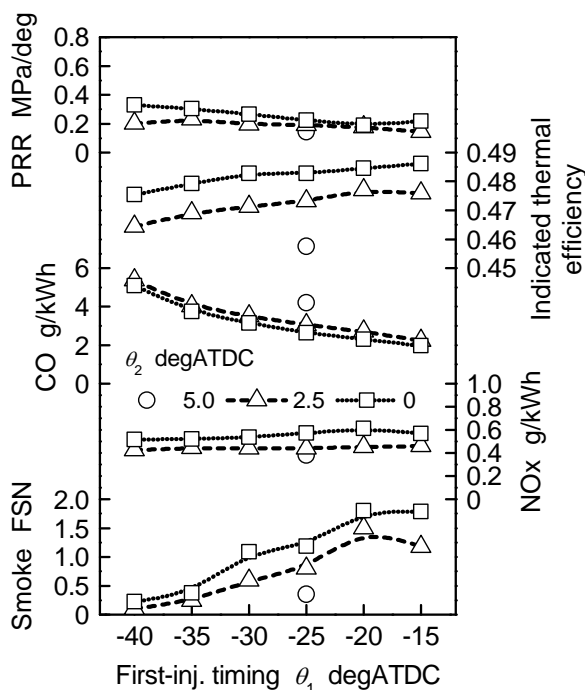 PRR MPa/deg
0.8
0.6
0.4
0.2
0
Indicated thermal
efficiency
0.49
0.48
0.47
0.46
0.45
CO g/kWh
6
4
2
0
θ2 degATDC
5.0 2.5 0
NOx g/kWh
1.0
0.8
0.6
0.4
0.2
0
Smoke FSN
2.0
1.5
1.0
0.5
0
-40 -35 -30 -25 -20 -15
First-inj. timing θ1 degATDC